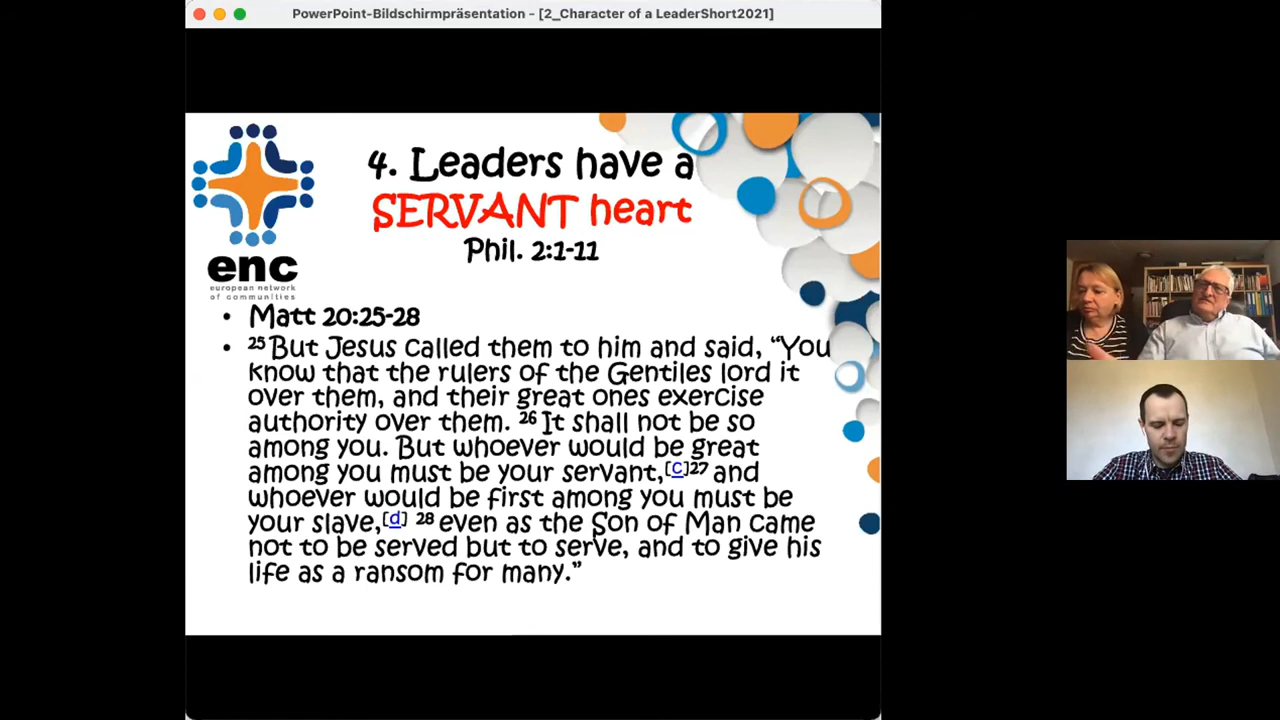 PowerPoint-Bildschirmpräsentation - [2_Character of a LeaderShort2021]
4. Leaders have a
SERVANT heart
Phil. 2:1-11
enc
european network
of communities
• Matt 20:25-28
• 25 But Jesus called them to him and said, “You
know that the rulers of the Gentiles lord it
over them, and their great ones exercise
authority over them. 26 It shall not be so
among you. But whoever would be great
among you must be your servant,[c]27 and
whoever would be first among you must be
your slave,[d] 28 even as the Son of Man came
not to be served but to serve, and to give his
life as a ransom for many.”